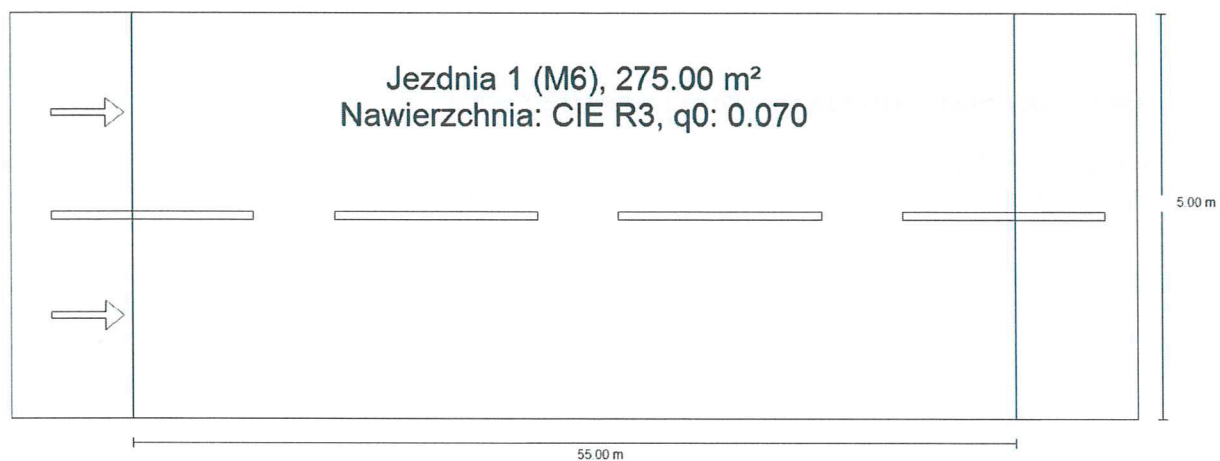 Jezdnia 1 (M6), 275.00 m²
Nawierzchnia: CIE R3, q0: 0.070
5.00 m
55.00 m